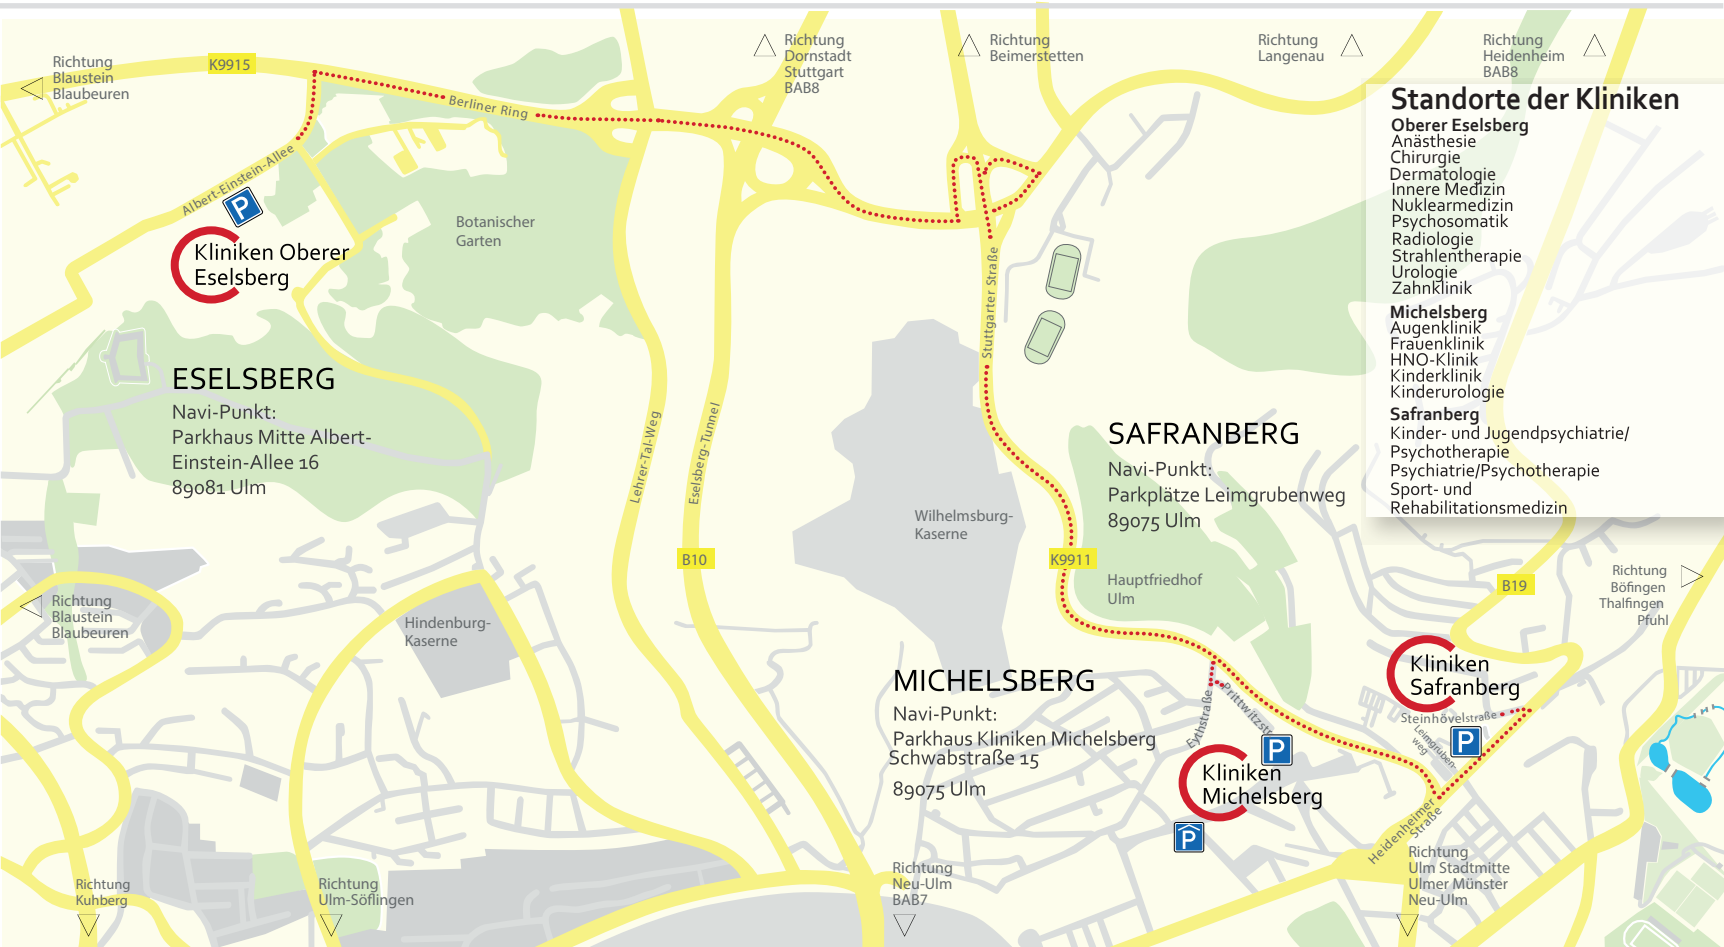 Richtung
Blaustein
Blaubeuren
K9915
Berliner Ring
Albert-Einstein-Allee
P
Kliniken Oberer
Eselsberg
Botanischer
Garten
Richtung
Dornstadt
Stuttgart
BAB8
Richtung
Beimerstetten
Richtung
Langenau
Richtung
Heidenheim
BAB8
Standorte der Kliniken
Oberer Eselsberg
Anästhesie
Chirurgie
Dermatologie
Innere Medizin
Nuklearmedizin
Psychosomatik
Radiologie
Strahlentherapie
Urologie
Zahnklinik
Michelsberg
Augenklinik
Frauenklinik
HNO-Klinik
Kinderklinik
Kinderurologie
Safranberg
Kinder- und Jugendpsychiatrie/
Psychotherapie
Psychiatrie/Psychotherapie
Sport- und
Rehabilitationsmedizin
ESELSBERG
Navi-Punkt:
Parkhaus Mitte Albert-
Einstein-Allee 16
89081 Ulm
Lehrer-Tal-Weg
Eselsberg-Tunnel
Stuttgarter Straße
SAFRANBERG
Navi-Punkt:
Parkplätze Leimgrubenweg
89075 Ulm
Wilhelmsburg-
Kaserne
B10
K9911
Hauptfriedhof
Ulm
B19
Richtung
Böfingen
Thalfingen
Pfuhl
Richtung
Blaustein
Blaubeuren
Hindenburg-
Kaserne
MICHELSBERG
Navi-Punkt:
Parkhaus Kliniken Michelsberg
Schwabstraße 15
89075 Ulm
Eythstraße
Prittwitzstr.
P
Kliniken
Michelsberg
P
Kliniken
Safranberg
Steinhövelstraße
Leimgruben-
weg
P
Heidenheimer
Straße
Richtung
Kuhberg
Richtung
Ulm-Söflingen
Richtung
Neu-Ulm
BAB7
Richtung
Ulm Stadtmitte
Ulmer Münster
Neu-Ulm